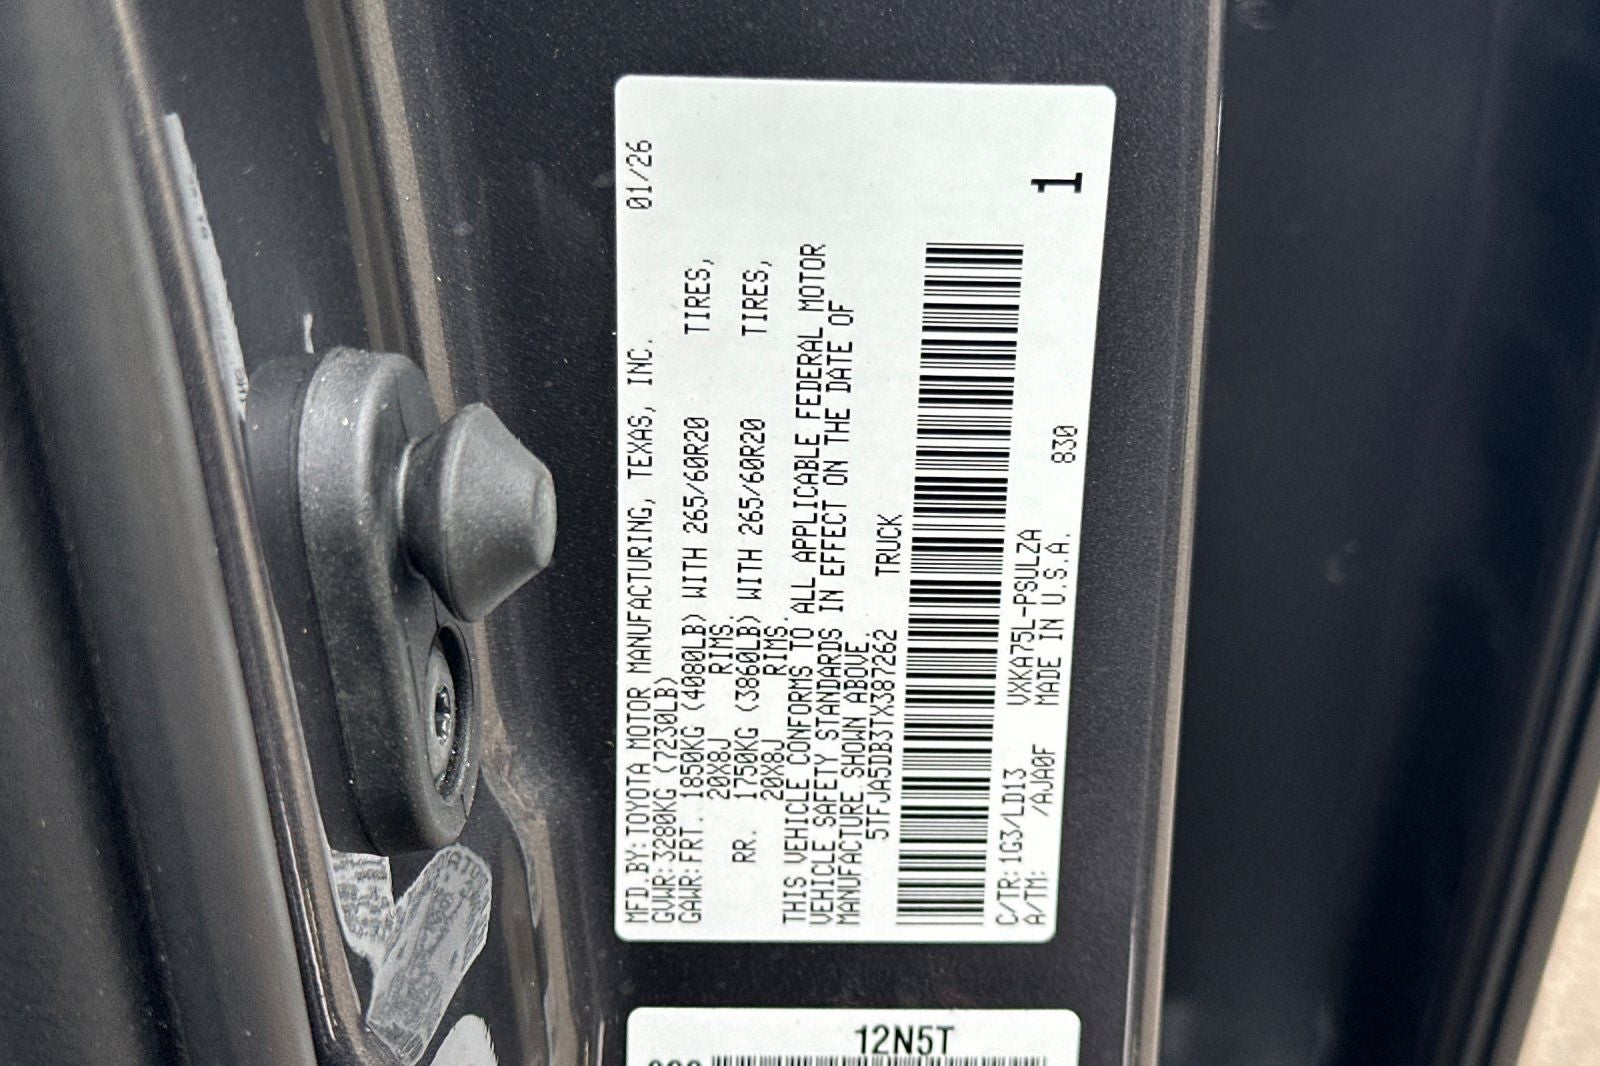 01/26
MFD.BY: TOYOTA MOTOR MANUFACTURING, TEXAS, INC.
GVWR:3280KG (7230LB)
GAWR:FRT. 1850KG (4080LB) WITH 265/60R20 TIRES,
20X8J RIMS.
RR. 1750KG (3860LB) WITH 265/60R20 TIRES,
20X8J RIMS.
THIS VEHICLE CONFORMS TO ALL APPLICABLE FEDERAL MOTOR
VEHICLE SAFETY STANDARDS IN EFFECT ON THE DATE OF
MANUFACTURE SHOWN ABOVE.
5TFJA5DB3TX387262 TRUCK
C/TR:1G3/LD13 VXKA75L-PSULZA
A/TM: /AJA0F MADE IN U.S.A. 830
1
12N5T